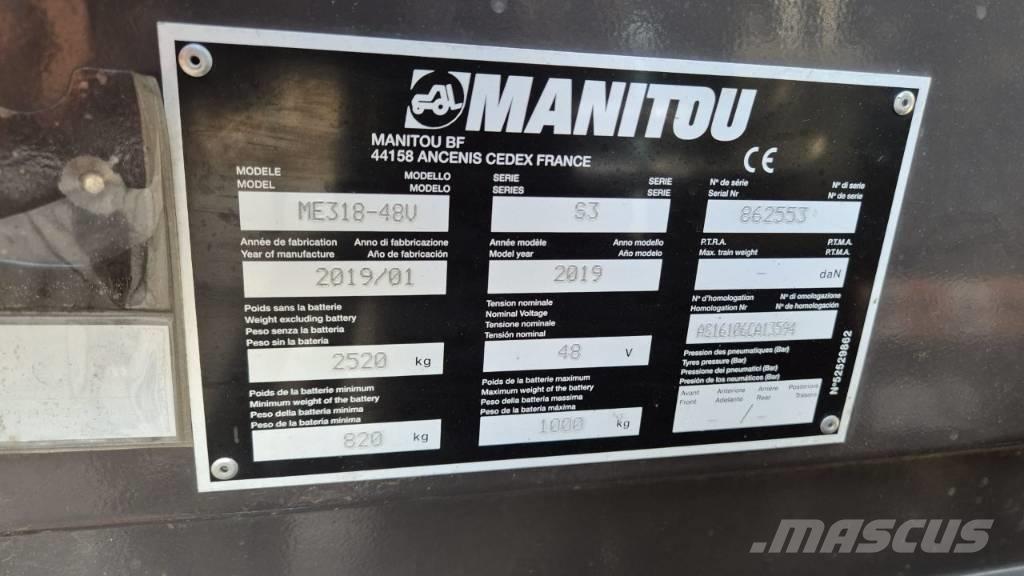 MANITOU
MANITOU BF
44158 ANCENIS CEDEX FRANCE
CE
MODELE MODELLO
MODEL MODELO
ME318-48V
SERIE SERIE
SERIES SERIE
S3
N° de série N° di serie
Serial Nr N° de serie
862553
Année de fabrication Anno di fabbricazione
Year of manufacture Año de fabricación
2019/01
Année modèle Anno modello
Model year Año modelo
2019
P.T.R.A. P.T.M.A.
Max. train weight P.T.M.A.
- daN
Poids sans la batterie
Weight excluding battery
Peso senza la batteria
Peso sin la bateria
2520 kg
Tension nominale
Nominal Voltage
Tensione nominale
Tensión nominal
48 V
N° d'homologation N° di omologazione
Homologation Nr N° de homologación
Poids de la batterie minimum
Minimum weight of the battery
Peso della batteria minima
Peso de la bateria mínima
820 kg
Poids de la batterie maximum
Maximum weight of the battery
Peso della batteria massima
Peso de la bateria máxima
1000 kg
Pression des pneumatiques (Bar)
Tyres pressure (Bar)
Pressione dei pneumatici (Bar)
Presión de los neumáticos (Bar)
Avant Anteriore Arrière Posteriore
Front Adelante Rear Trasero
- / -
N°52529862
MASCUS